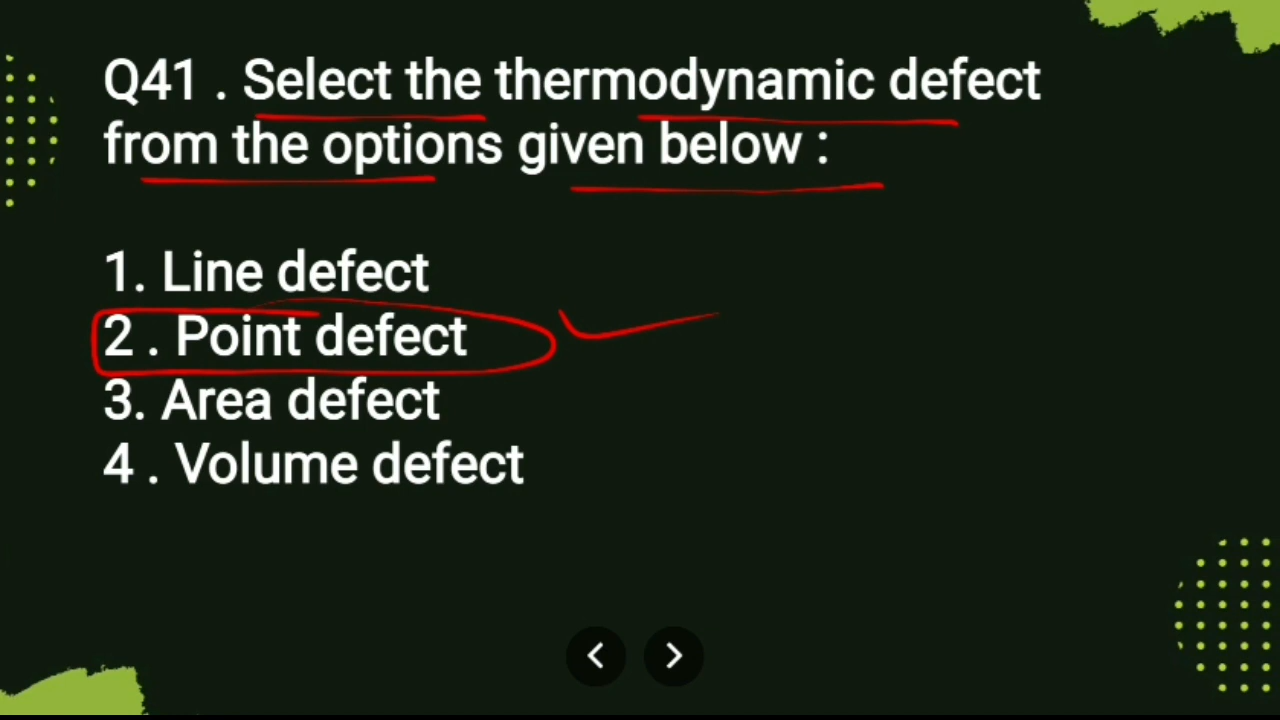 Q41 . Select the thermodynamic defect
from the options given below :
1. Line defect
2 . Point defect
3. Area defect
4 . Volume defect